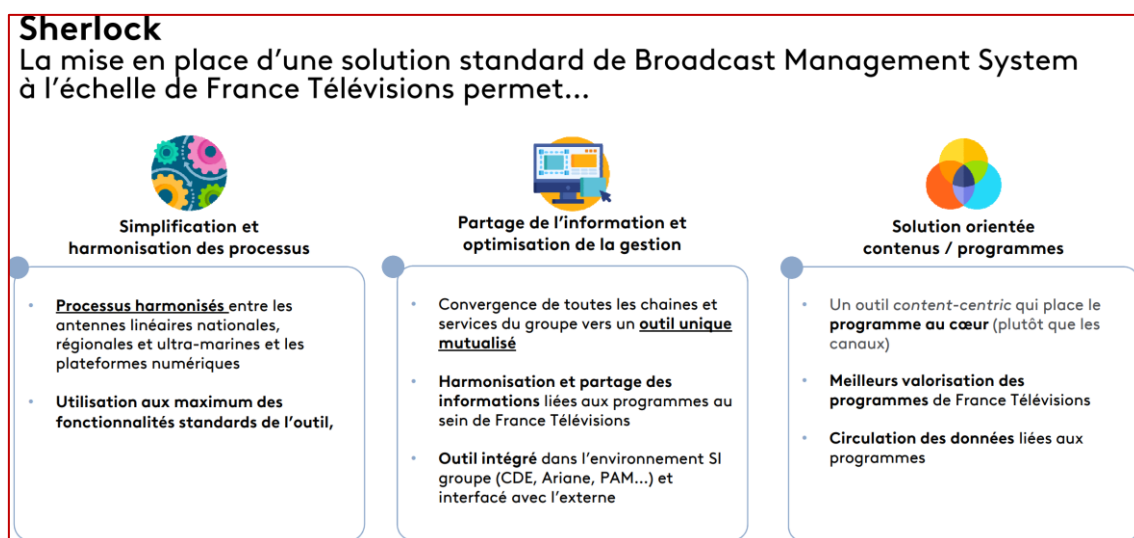 Sherlock
La mise en place d'une solution standard de Broadcast Management System
à l'échelle de France Télévisions permet...
Simplification et
harmonisation des processus
• Processus harmonisés entre les
antennes linéaires nationales,
régionales et ultra-marines et les
plateformes numériques
• Utilisation aux maximum des
fonctionnalités standards de l'outil,
Partage de l'information et
optimisation de la gestion
• Convergence de toutes les chaines et
services du groupe vers un outil unique
mutualisé
• Harmonisation et partage des
informations liées aux programmes au
sein de France Télévisions
• Outil intégré dans l'environnement SI
groupe (CDE, Ariane, PAM...) et
interfacé avec l'externe
Solution orientée
contenus / programmes
• Un outil content-centric qui place le
programme au cœur (plutôt que les
canaux)
• Meilleurs valorisation des
programmes de France Télévisions
• Circulation des données liées aux
programmes